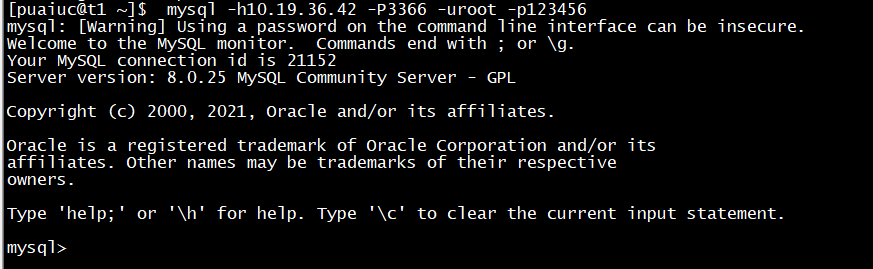 [puaiuc@t1 ~]$  mysql -h10.19.36.42 -P3366 -uroot -p123456
mysql: [Warning] Using a password on the command line interface can be insecure.
Welcome to the MySQL monitor.  Commands end with ; or \g.
Your MySQL connection id is 21152
Server version: 8.0.25 MySQL Community Server - GPL
Copyright (c) 2000, 2021, Oracle and/or its affiliates.
Oracle is a registered trademark of Oracle Corporation and/or its
affiliates. Other names may be trademarks of their respective
owners.
Type 'help;' or '\h' for help. Type '\c' to clear the current input statement.
mysql>